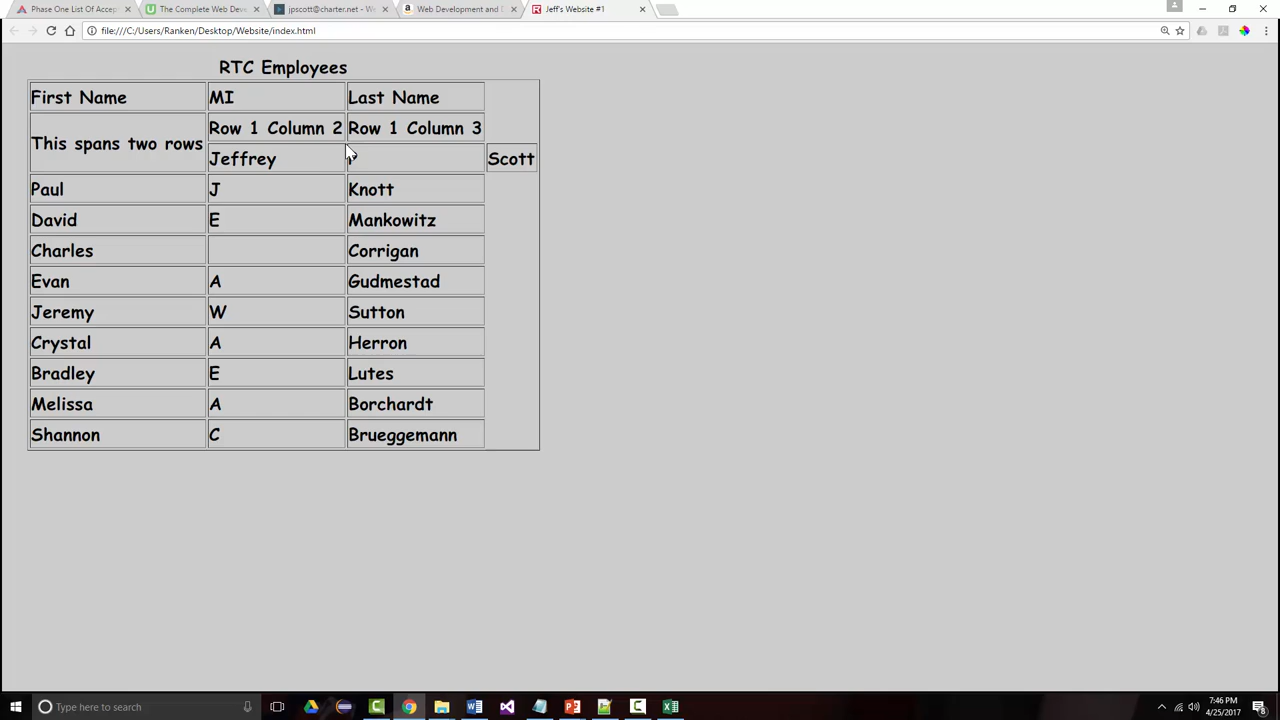 Phase One List Of Accep
The Complete Web Deve
jpscott@charter.net - We
Web Development and D
Jeff's Website #1
file:///C:/Users/Ranken/Desktop/Website/index.html
RTC Employees
First Name MI Last Name
This spans two rows Row 1 Column 2 Row 1 Column 3
Jeffrey Scott
Paul J Knott
David E Mankowitz
Charles Corrigan
Evan A Gudmestad
Jeremy W Sutton
Crystal A Herron
Bradley E Lutes
Melissa A Borchardt
Shannon C Brueggemann
Type here to search
7:46 PM
4/25/2017